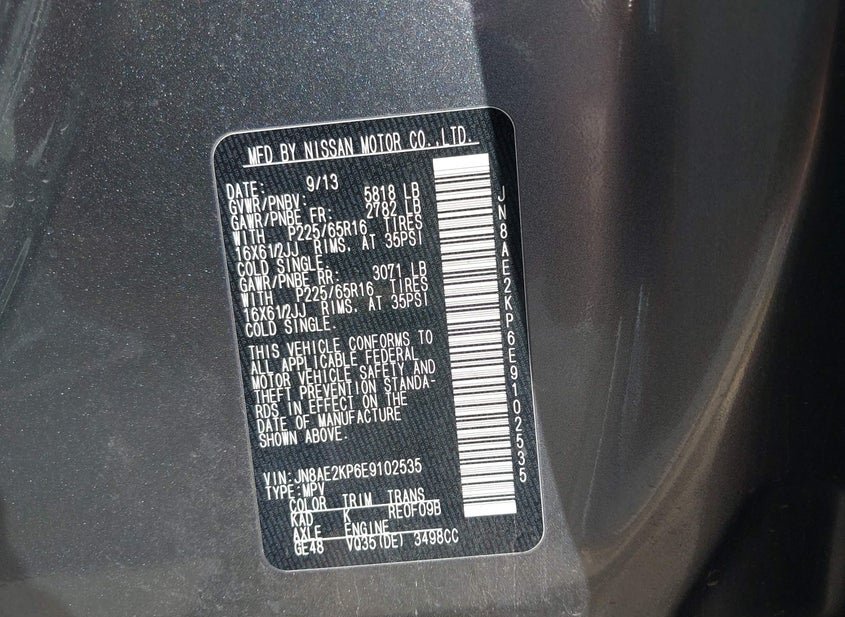 MFD BY NISSAN MOTOR CO.,LTD.
DATE: 9/13
GVWR/PNBV: 5818 LB
GAWR/PNBE FR: 2782 LB
WITH P225/65R16 TIRES
16X61/2JJ RIMS, AT 35PSI
COLD SINGLE.
GAWR/PNBE RR: 3071 LB
WITH P225/65R16 TIRES
16X61/2JJ RIMS, AT 35PSI
COLD SINGLE.
THIS VEHICLE CONFORMS TO
ALL APPLICABLE FEDERAL
MOTOR VEHICLE SAFETY AND
THEFT PREVENTION STANDA-
RDS IN EFFECT ON THE
DATE OF MANUFACTURE
SHOWN ABOVE.
VIN:JN8AE2KP6E9102535
TYPE:MPV
COLOR TRIM TRANS
KAD K RE0F09B
AXLE ENGINE
GE48 VQ35(DE) 3498CC
JN8AE2KP6E9102535